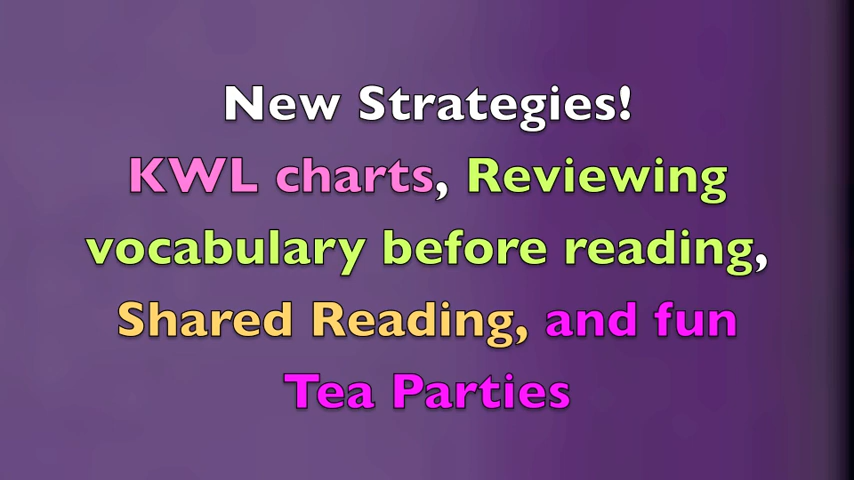 New Strategies!
KWL charts, Reviewing
vocabulary before reading,
Shared Reading, and fun
Tea Parties